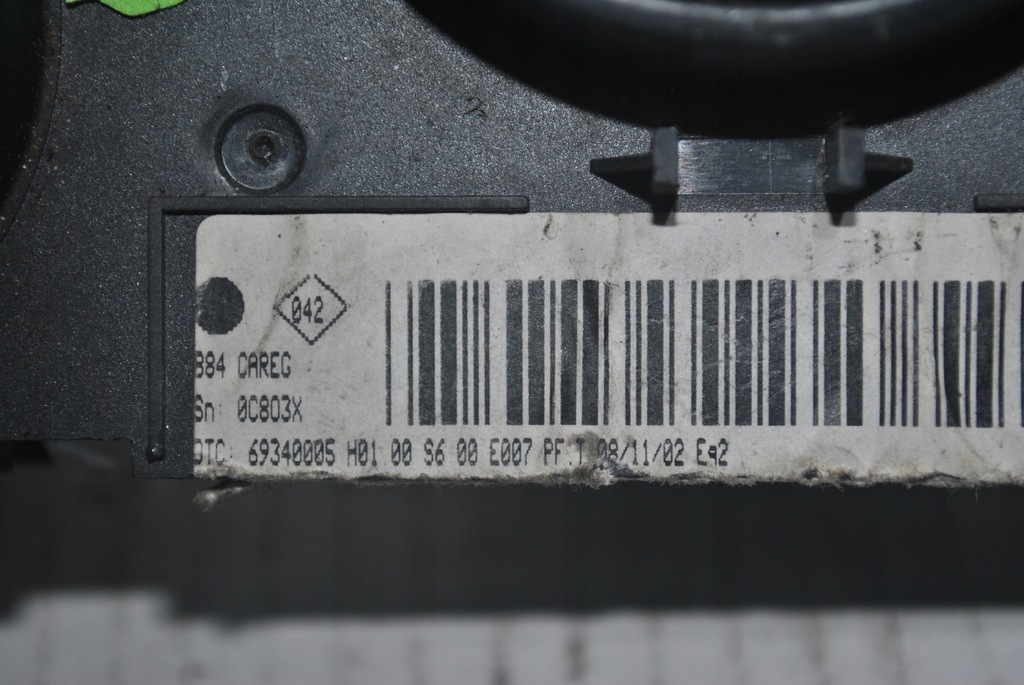 042
B84 CAREG
Sn: 0C803X
DTC: 69340005 H01 00 S6 00 E007 PF.T 08/11/02 Eq2